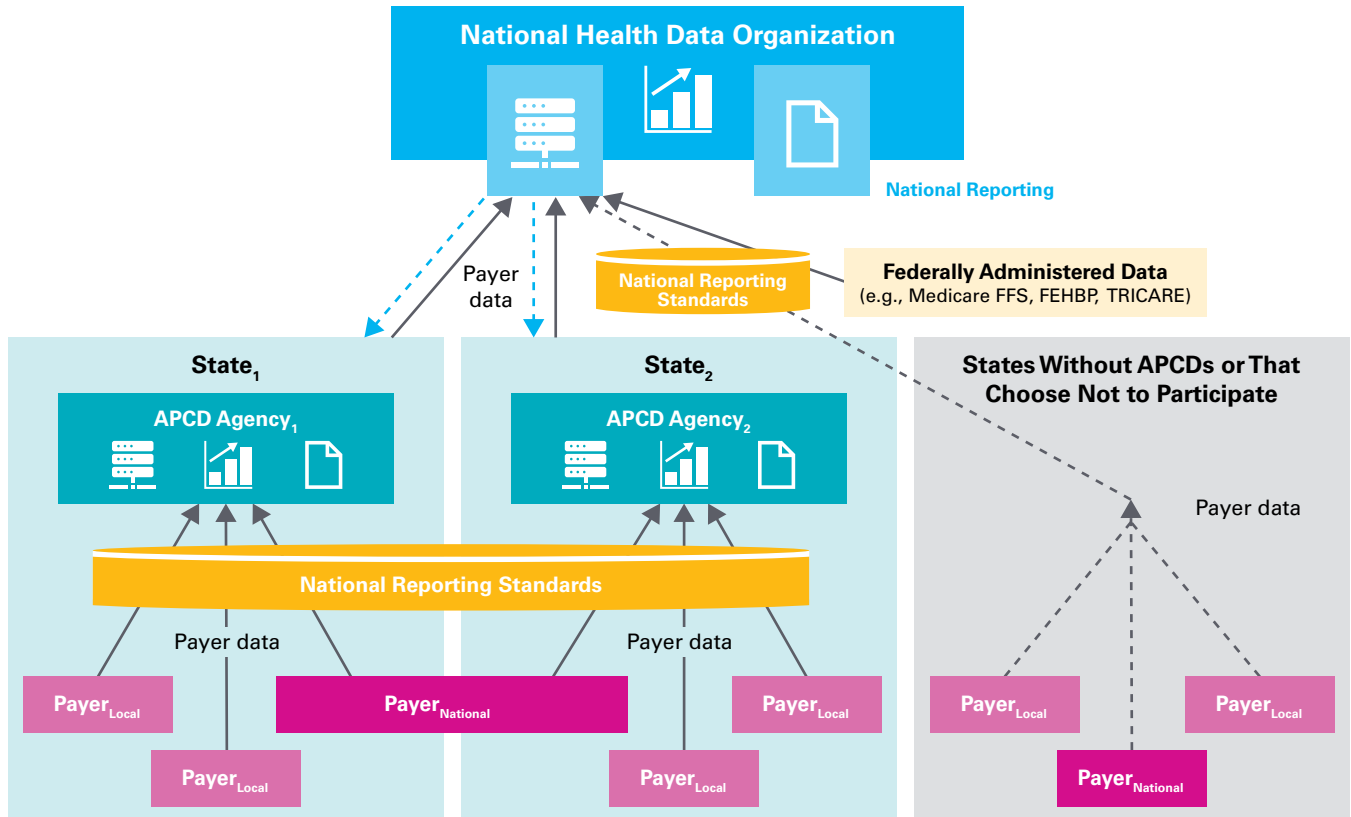 National Health Data Organization
National Reporting
Payer
data
National Reporting
Standards
Federally Administered Data
(e.g., Medicare FFS, FEHBP, TRICARE)
State1
APCD Agency1
State2
APCD Agency2
States Without APCDs or That
Choose Not to Participate
Payer data
National Reporting Standards
Payer data
Payer data
PayerLocal
PayerNational
PayerLocal
PayerLocal
PayerLocal
PayerLocal
PayerLocal
PayerNational